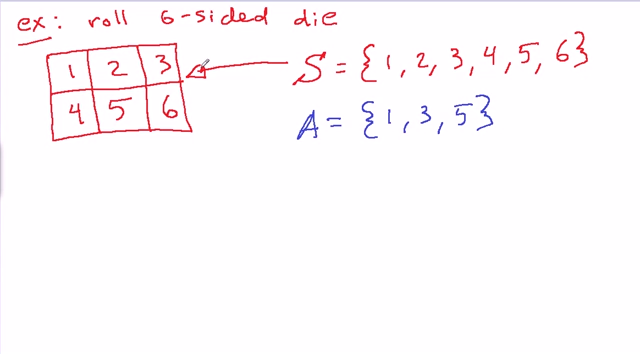 ex: roll 6-sided die
1 2 3
4 5 6
S = {1, 2, 3, 4, 5, 6}
A = {1, 3, 5}